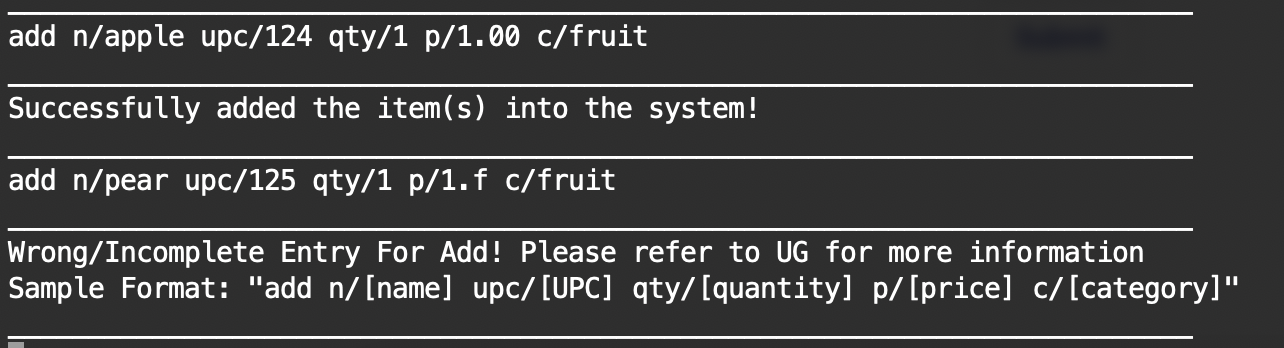 add n/apple upc/124 qty/1 p/1.00 c/fruit
Successfully added the item(s) into the system!
add n/pear upc/125 qty/1 p/1.f c/fruit
Wrong/Incomplete Entry For Add! Please refer to UG for more information
Sample Format: "add n/[name] upc/[UPC] qty/[quantity] p/[price] c/[category]"